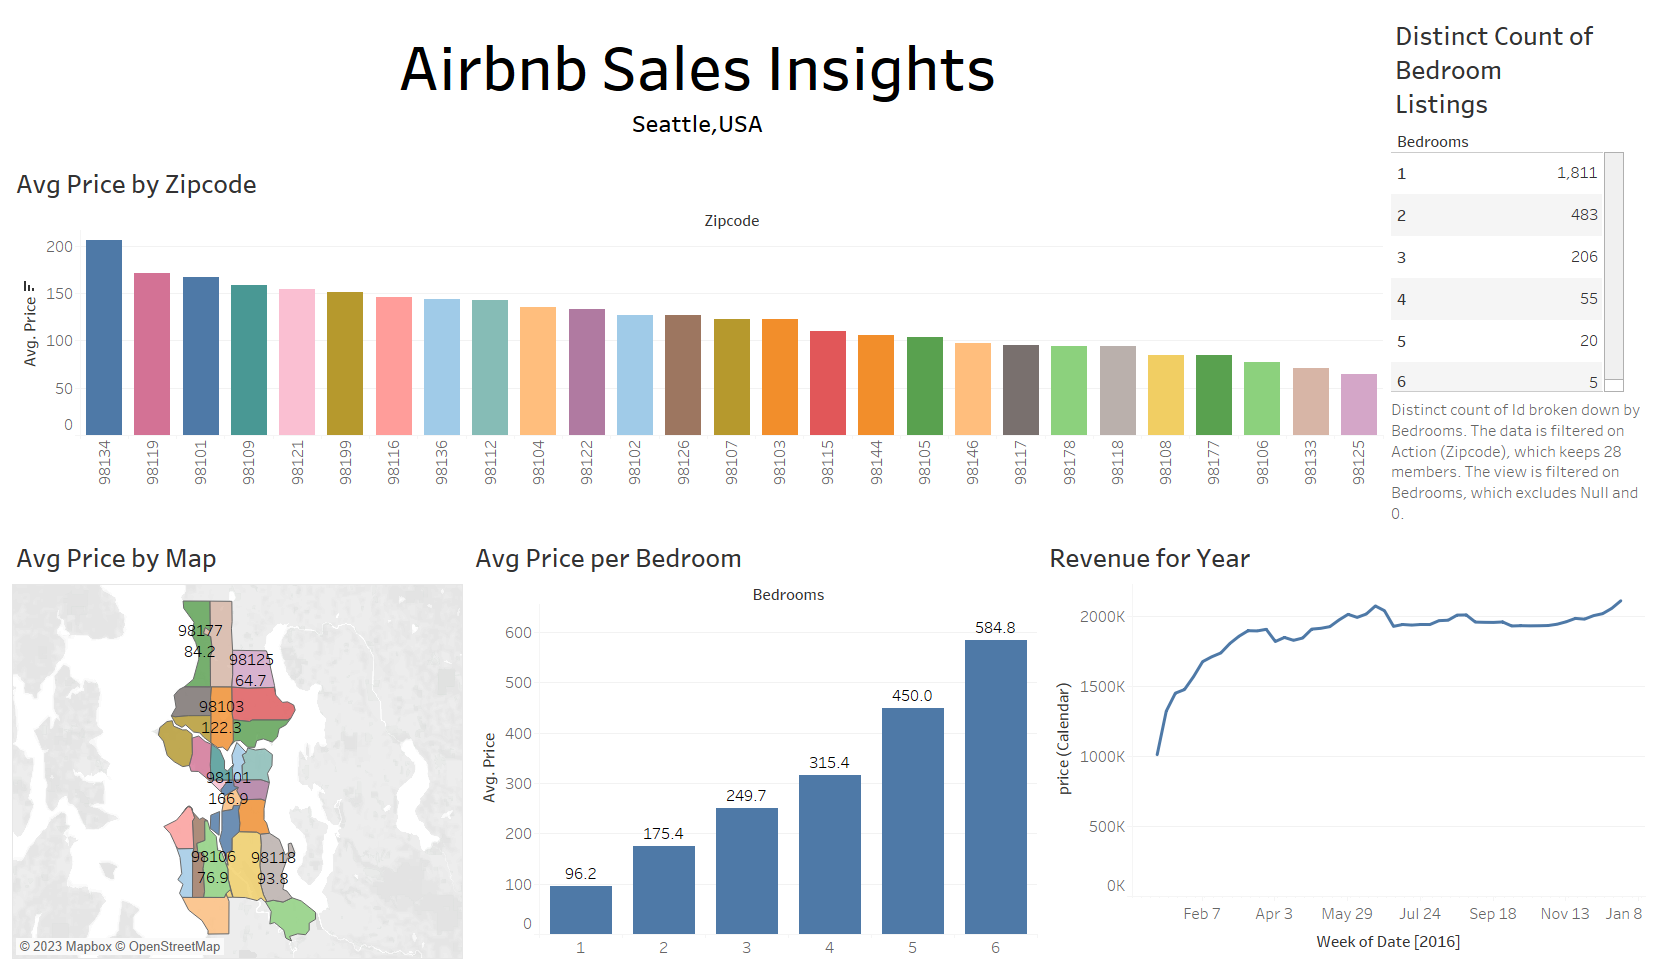 Airbnb Sales Insights
Seattle,USA
Distinct Count of
Bedroom
Listings
Bedrooms
1 1,811
2 483
3 206
4 55
5 20
6 5
Distinct count of Id broken down by
Bedrooms. The data is filtered on
Action (Zipcode), which keeps 28
members. The view is filtered on
Bedrooms, which excludes Null and
0.
Avg Price by Zipcode
Zipcode
Avg. Price
200
150
100
50
0
98134
98119
98101
98109
98121
98199
98116
98136
98112
98104
98122
98102
98126
98107
98103
98115
98144
98105
98146
98117
98178
98118
98108
98177
98106
98133
98125
Avg Price by Map
98177
84.2
98125
64.7
98103
122.3
98101
166.9
98106
76.9
98118
93.8
© 2023 Mapbox © OpenStreetMap
Avg Price per Bedroom
Bedrooms
Avg. Price
600
500
400
300
200
100
0
96.2
175.4
249.7
315.4
450.0
584.8
1 2 3 4 5 6
Revenue for Year
price (Calendar)
2000K
1500K
1000K
500K
0K
Feb 7 Apr 3 May 29 Jul 24 Sep 18 Nov 13 Jan 8
Week of Date [2016]